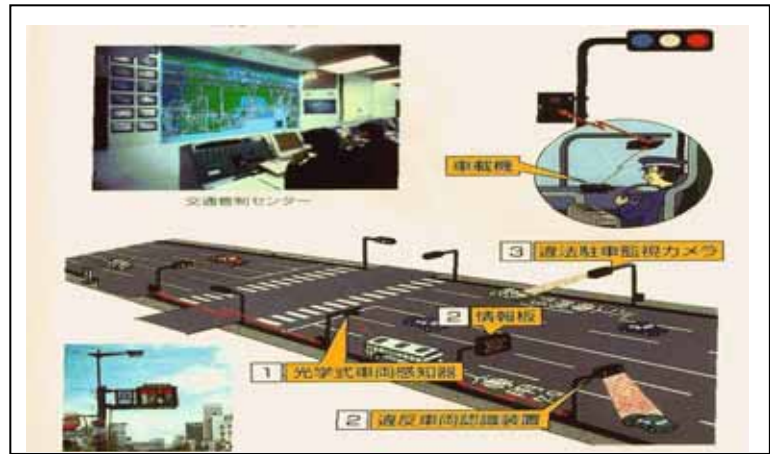 交通管制センター
車載機
3 違法駐車監視カメラ
2 情報板
1 光学式車両感知器
2 違反車両認識装置